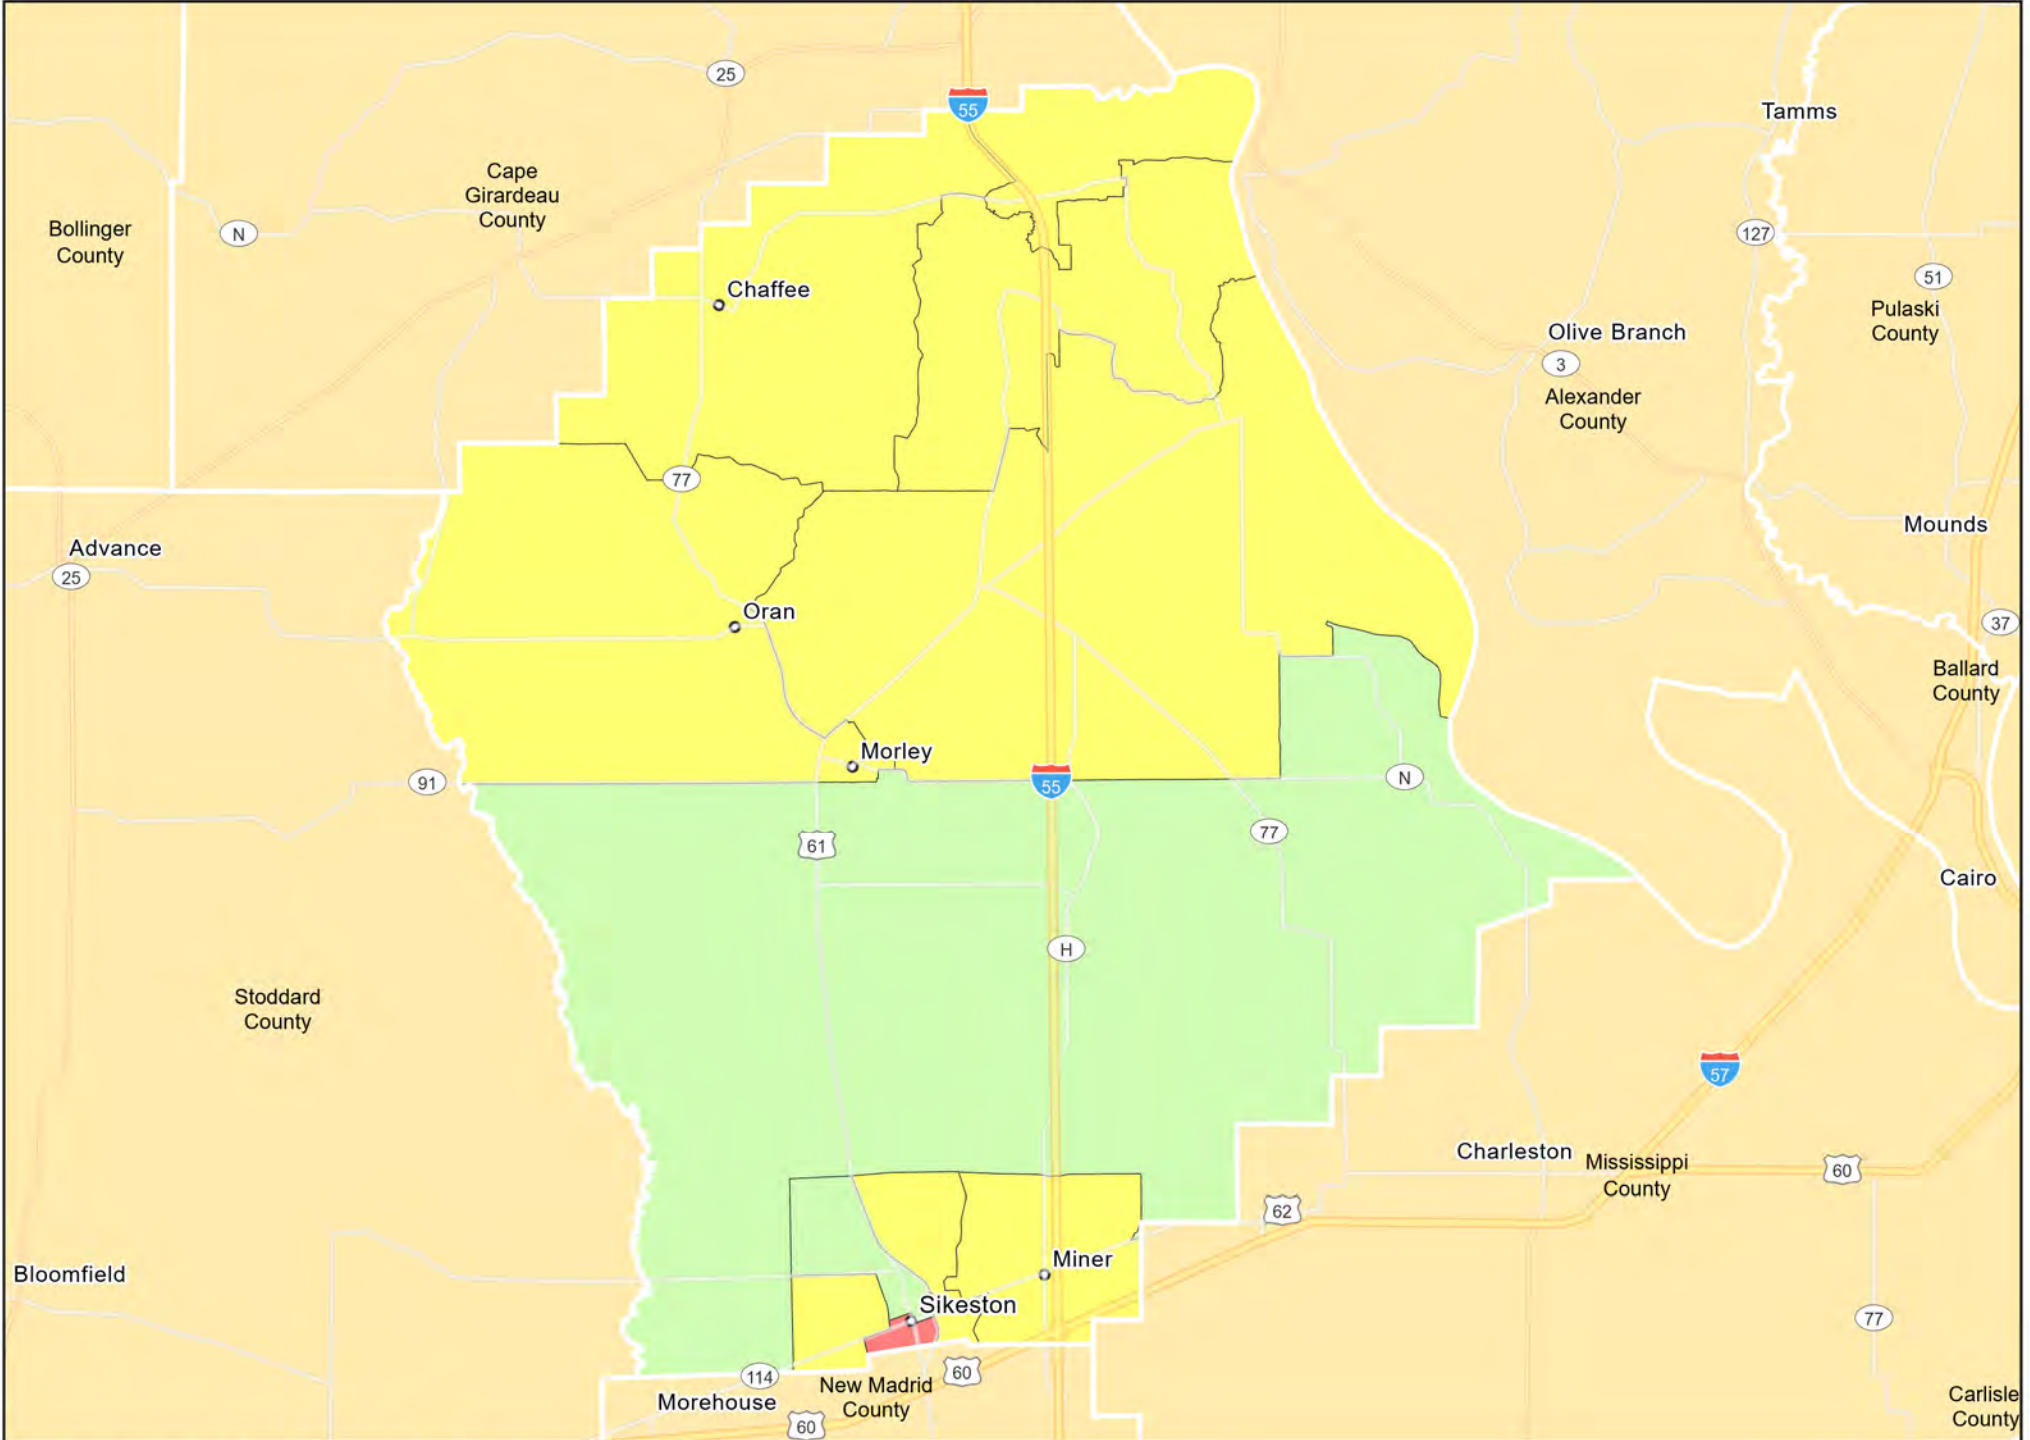 25
55
Tamms
Cape
Girardeau
County
Bollinger
County
N
127
51
Chaffee
Pulaski
County
Olive Branch
3
Alexander
County
77
Mounds
Advance
25
Oran
37
Ballard
County
Morley
91
55
N
61
77
Cairo
H
Stoddard
County
57
Charleston
Mississippi
County
60
62
Miner
Bloomfield
Sikeston
77
114
New Madrid
County
60
Morehouse
60
Carlisle
County